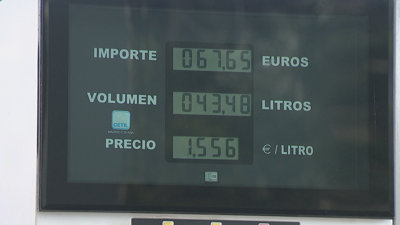 IMPORTE 067,65 EUROS
VOLUMEN 043,48 LITROS
PRECIO 1.556 €/LITRO